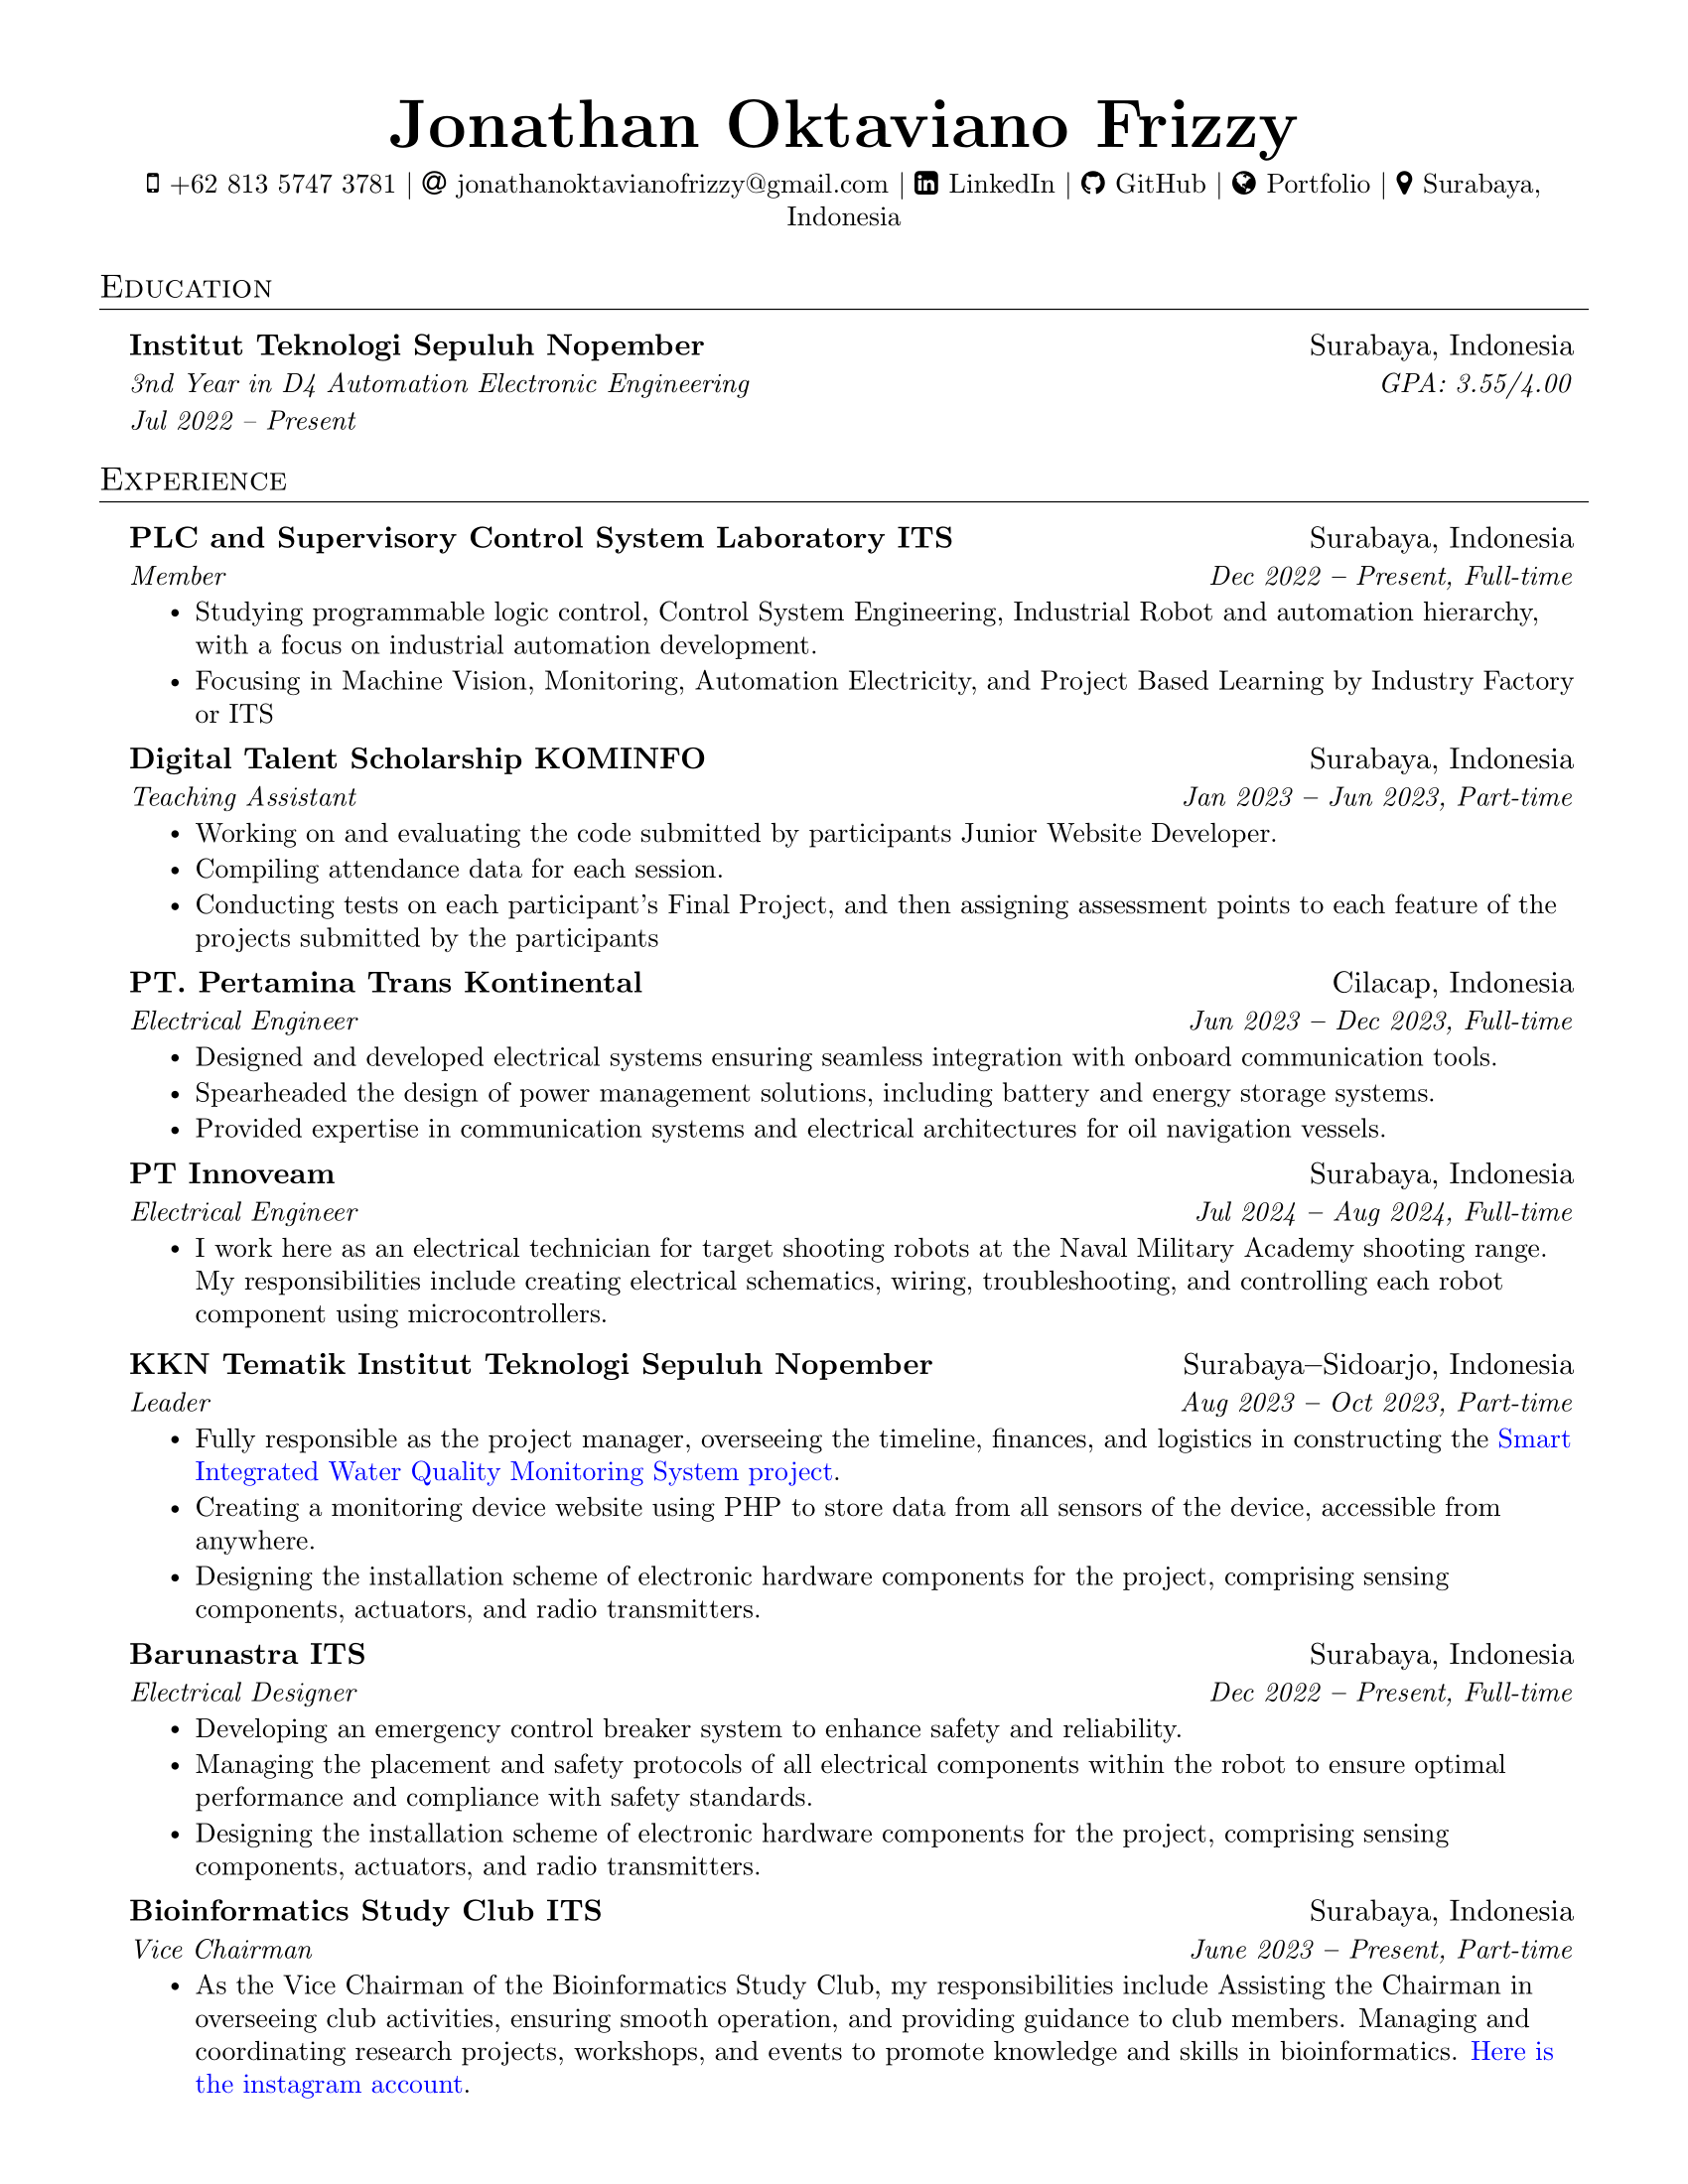 Jonathan Oktaviano Frizzy
+62 813 5747 3781 | jonathanoktavianofrizzy@gmail.com | LinkedIn | GitHub | Portfolio | Surabaya,
Indonesia
Education
Institut Teknologi Sepuluh Nopember Surabaya, Indonesia
3nd Year in D4 Automation Electronic Engineering GPA: 3.55/4.00
Jul 2022 – Present
Experience
PLC and Supervisory Control System Laboratory ITS Surabaya, Indonesia
Member Dec 2022 – Present, Full-time
• Studying programmable logic control, Control System Engineering, Industrial Robot and automation hierarchy,
with a focus on industrial automation development.
• Focusing in Machine Vision, Monitoring, Automation Electricity, and Project Based Learning by Industry Factory
or ITS
Digital Talent Scholarship KOMINFO Surabaya, Indonesia
Teaching Assistant Jan 2023 – Jun 2023, Part-time
• Working on and evaluating the code submitted by participants Junior Website Developer.
• Compiling attendance data for each session.
• Conducting tests on each participant's Final Project, and then assigning assessment points to each feature of the
projects submitted by the participants
PT. Pertamina Trans Kontinental Cilacap, Indonesia
Electrical Engineer Jun 2023 – Dec 2023, Full-time
• Designed and developed electrical systems ensuring seamless integration with onboard communication tools.
• Spearheaded the design of power management solutions, including battery and energy storage systems.
• Provided expertise in communication systems and electrical architectures for oil navigation vessels.
PT Innoveam Surabaya, Indonesia
Electrical Engineer Jul 2024 – Aug 2024, Full-time
• I work here as an electrical technician for target shooting robots at the Naval Military Academy shooting range.
My responsibilities include creating electrical schematics, wiring, troubleshooting, and controlling each robot
component using microcontrollers.
KKN Tematik Institut Teknologi Sepuluh Nopember Surabaya–Sidoarjo, Indonesia
Leader Aug 2023 – Oct 2023, Part-time
• Fully responsible as the project manager, overseeing the timeline, finances, and logistics in constructing the Smart
Integrated Water Quality Monitoring System project.
• Creating a monitoring device website using PHP to store data from all sensors of the device, accessible from
anywhere.
• Designing the installation scheme of electronic hardware components for the project, comprising sensing
components, actuators, and radio transmitters.
Barunastra ITS Surabaya, Indonesia
Electrical Designer Dec 2022 – Present, Full-time
• Developing an emergency control breaker system to enhance safety and reliability.
• Managing the placement and safety protocols of all electrical components within the robot to ensure optimal
performance and compliance with safety standards.
• Designing the installation scheme of electronic hardware components for the project, comprising sensing
components, actuators, and radio transmitters.
Bioinformatics Study Club ITS Surabaya, Indonesia
Vice Chairman June 2023 – Present, Part-time
• As the Vice Chairman of the Bioinformatics Study Club, my responsibilities include Assisting the Chairman in
overseeing club activities, ensuring smooth operation, and providing guidance to club members. Managing and
coordinating research projects, workshops, and events to promote knowledge and skills in bioinformatics. Here is
the instagram account.